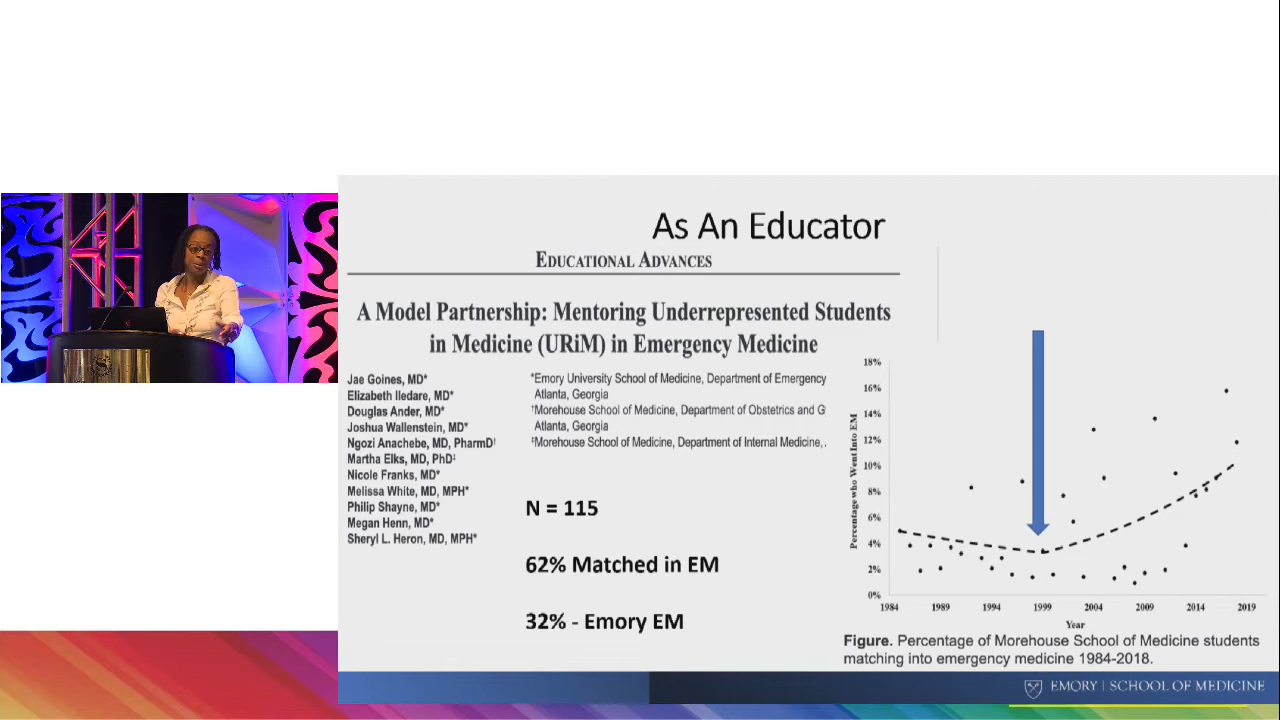 As An Educator
EDUCATIONAL ADVANCES
A Model Partnership: Mentoring Underrepresented Students
in Medicine (URiM) in Emergency Medicine
Jae Goines, MD*
Elizabeth Iledare, MD*
Douglas Ander, MD*
Joshua Wallenstein, MD*
Ngozi Anachebe, MD, PharmD†
Martha Elks, MD, PhD‡
Nicole Franks, MD*
Melissa White, MD, MPH*
Philip Shayne, MD*
Megan Henn, MD*
Sheryl L. Heron, MD, MPH*
*Emory University School of Medicine, Department of Emergency
Atlanta, Georgia
†Morehouse School of Medicine, Department of Obstetrics and G
Atlanta, Georgia
‡Morehouse School of Medicine, Department of Internal Medicine, .
N = 115
62% Matched in EM
32% - Emory EM
Percentage who Went Into EM
18%
16%
14%
12%
10%
8%
6%
4%
2%
0%
1984 1989 1994 1999 2004 2009 2014 2019
Year
Figure. Percentage of Morehouse School of Medicine students
matching into emergency medicine 1984-2018.
EMORY | SCHOOL OF MEDICINE